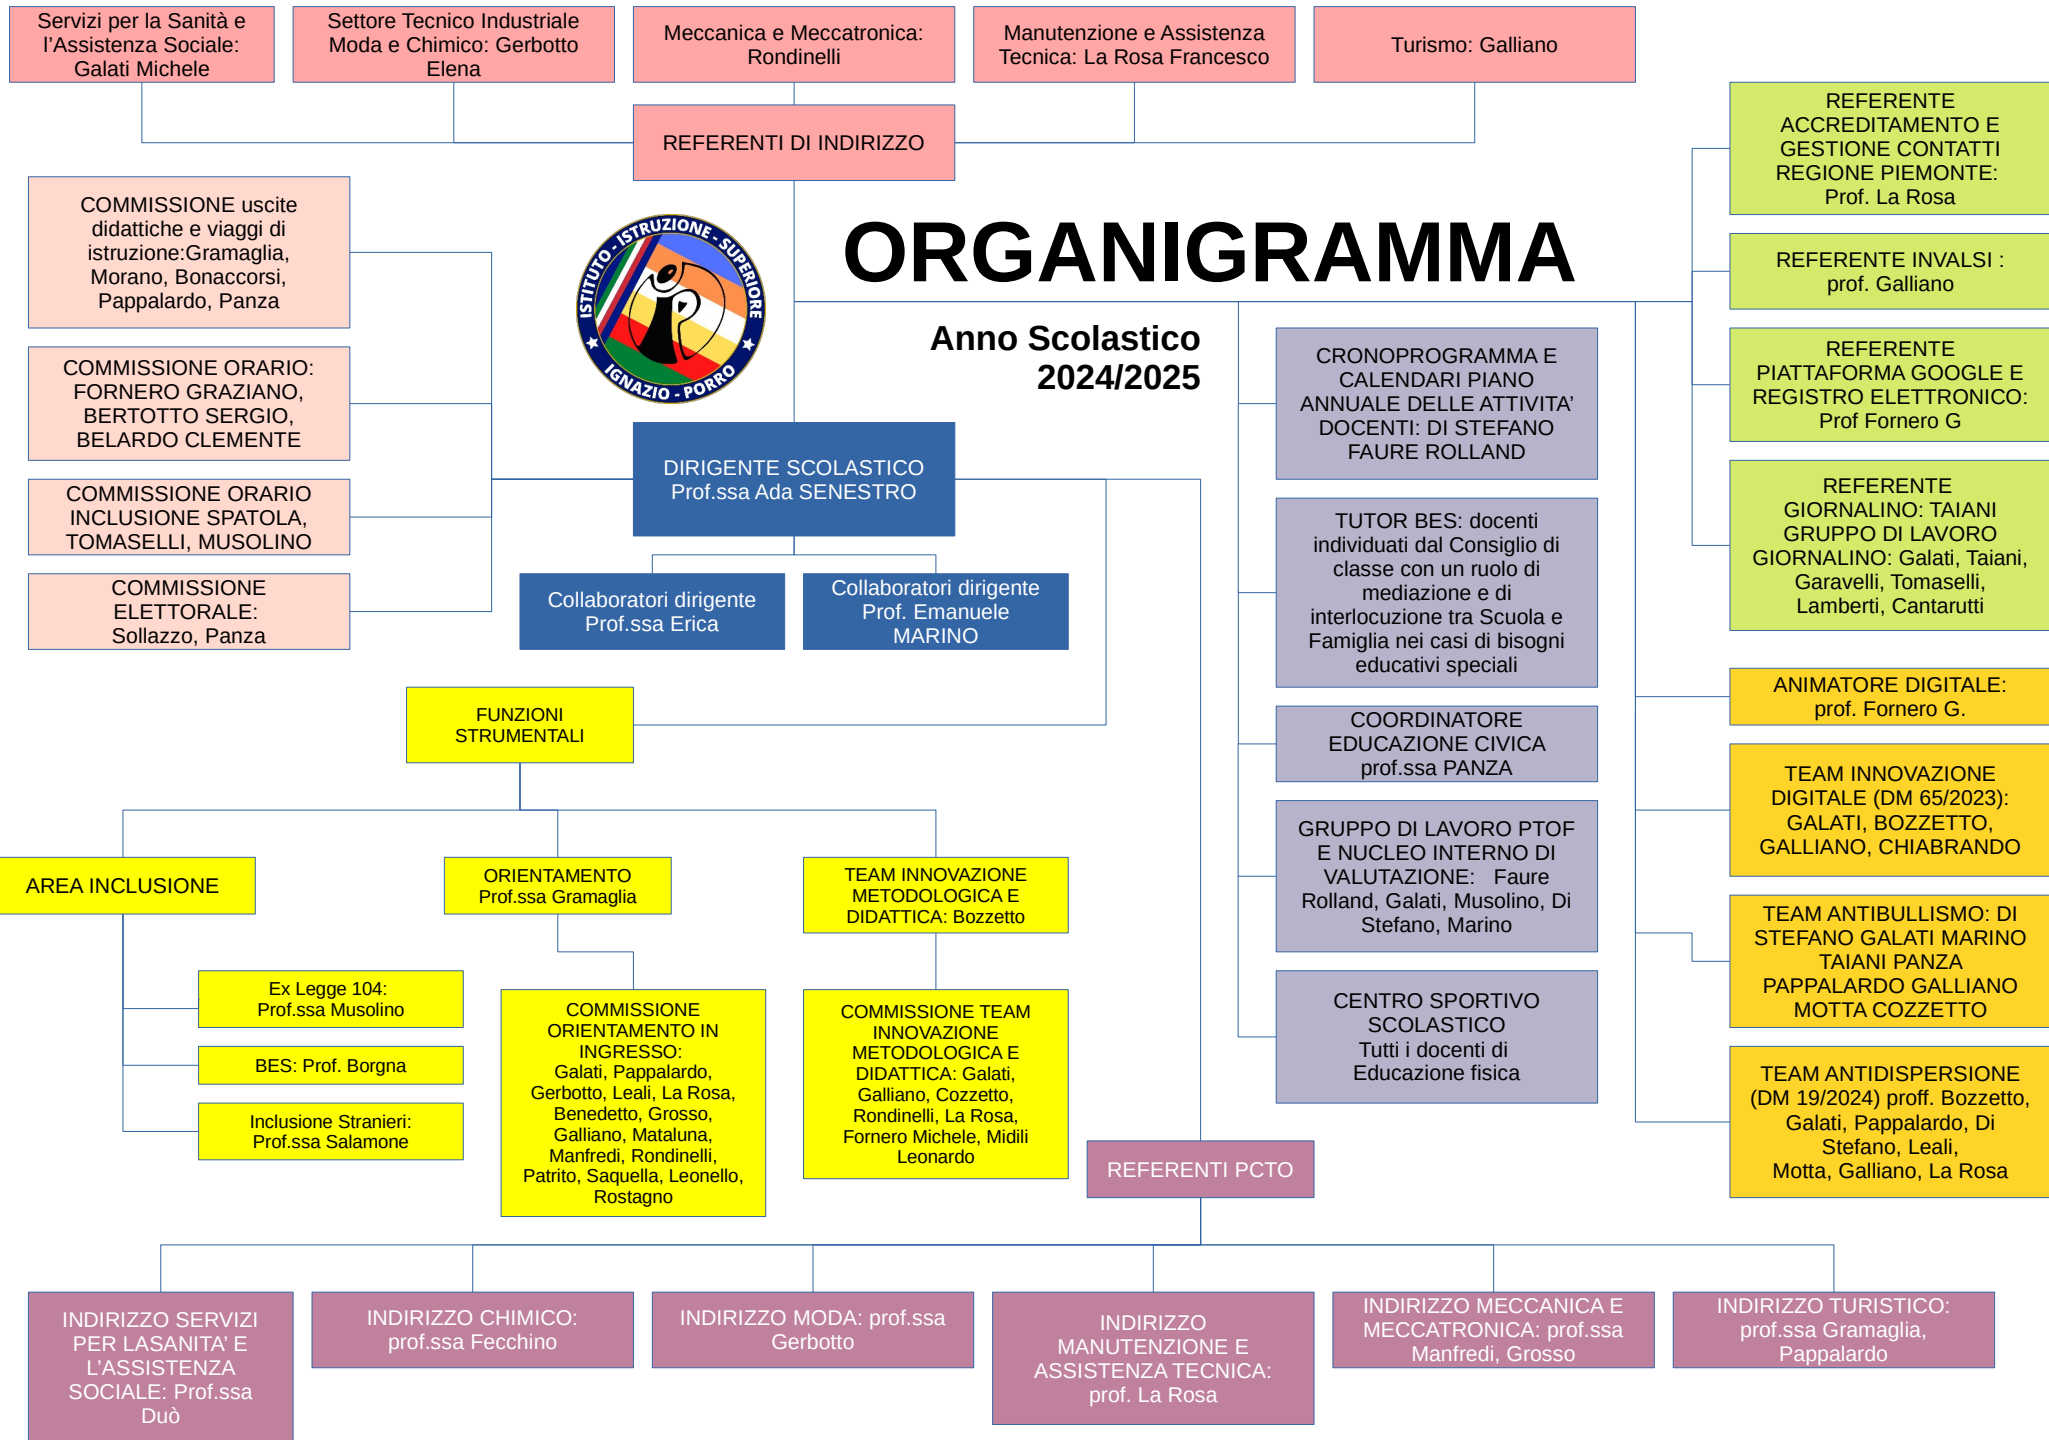 Servizi per la Sanità e
l’Assistenza Sociale:
Galati Michele
Settore Tecnico Industriale
Moda e Chimico: Gerbotto
Elena
Meccanica e Meccatronica:
Rondinelli
Manutenzione e Assistenza
Tecnica: La Rosa Francesco
Turismo: Galliano
REFERENTI DI INDIRIZZO
COMMISSIONE uscite
didattiche e viaggi di
istruzione:Gramaglia,
Morano, Bonaccorsi,
Pappalardo, Panza
COMMISSIONE ORARIO:
FORNERO GRAZIANO,
BERTOTTO SERGIO,
BELARDO CLEMENTE
COMMISSIONE ORARIO
INCLUSIONE SPATOLA,
TOMASELLI, MUSOLINO
COMMISSIONE
ELETTORALE:
Sollazzo, Panza
ISTITUTO - ISTRUZIONE - SUPERIORE
IGNAZIO - PORRO
ORGANIGRAMMA
Anno Scolastico
2024/2025
DIRIGENTE SCOLASTICO
Prof.ssa Ada SENESTRO
Collaboratori dirigente
Prof.ssa Erica
Collaboratori dirigente
Prof. Emanuele
MARINO
CRONOPROGRAMMA E
CALENDARI PIANO
ANNUALE DELLE ATTIVITA’
DOCENTI: DI STEFANO
FAURE ROLLAND
TUTOR BES: docenti
individuati dal Consiglio di
classe con un ruolo di
mediazione e di
interlocuzione tra Scuola e
Famiglia nei casi di bisogni
educativi speciali
COORDINATORE
EDUCAZIONE CIVICA
prof.ssa PANZA
GRUPPO DI LAVORO PTOF
E NUCLEO INTERNO DI
VALUTAZIONE: Faure
Rolland, Galati, Musolino, Di
Stefano, Marino
CENTRO SPORTIVO
SCOLASTICO
Tutti i docenti di
Educazione fisica
REFERENTE
ACCREDITAMENTO E
GESTIONE CONTATTI
REGIONE PIEMONTE:
Prof. La Rosa
REFERENTE INVALSI :
prof. Galliano
REFERENTE
PIATTAFORMA GOOGLE E
REGISTRO ELETTRONICO:
Prof Fornero G
REFERENTE
GIORNALINO: TAIANI
GRUPPO DI LAVORO
GIORNALINO: Galati, Taiani,
Garavelli, Tomaselli,
Lamberti, Cantarutti
ANIMATORE DIGITALE:
prof. Fornero G.
TEAM INNOVAZIONE
DIGITALE (DM 65/2023):
GALATI, BOZZETTO,
GALLIANO, CHIABRANDO
TEAM ANTIBULLISMO: DI
STEFANO GALATI MARINO
TAIANI PANZA
PAPPALARDO GALLIANO
MOTTA COZZETTO
TEAM ANTIDISPERSIONE
(DM 19/2024) proff. Bozzetto,
Galati, Pappalardo, Di
Stefano, Leali,
Motta, Galliano, La Rosa
FUNZIONI
STRUMENTALI
AREA INCLUSIONE
Ex Legge 104:
Prof.ssa Musolino
BES: Prof. Borgna
Inclusione Stranieri:
Prof.ssa Salamone
ORIENTAMENTO
Prof.ssa Gramaglia
COMMISSIONE
ORIENTAMENTO IN
INGRESSO:
Galati, Pappalardo,
Gerbotto, Leali, La Rosa,
Benedetto, Grosso,
Galliano, Mataluna,
Manfredi, Rondinelli,
Patrito, Saquella, Leonello,
Rostagno
TEAM INNOVAZIONE
METODOLOGICA E
DIDATTICA: Bozzetto
COMMISSIONE TEAM
INNOVAZIONE
METODOLOGICA E
DIDATTICA: Galati,
Galliano, Cozzetto,
Rondinelli, La Rosa,
Fornero Michele, Midili
Leonardo
REFERENTI PCTO
INDIRIZZO SERVIZI
PER LASANITA’ E
L’ASSISTENZA
SOCIALE: Prof.ssa
Duò
INDIRIZZO CHIMICO:
prof.ssa Fecchino
INDIRIZZO MODA: prof.ssa
Gerbotto
INDIRIZZO
MANUTENZIONE E
ASSISTENZA TECNICA:
prof. La Rosa
INDIRIZZO MECCANICA E
MECCATRONICA: prof.ssa
Manfredi, Grosso
INDIRIZZO TURISTICO:
prof.ssa Gramaglia,
Pappalardo